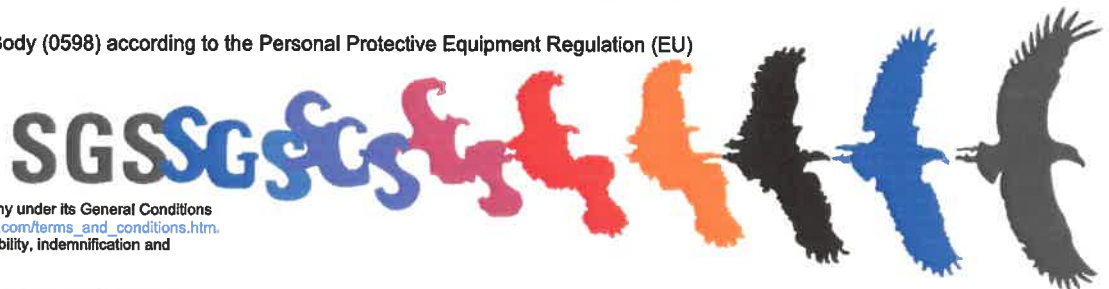 Body (0598) according to the Personal Protective Equipment Regulation (EU)
SGSSGSSGS
ny under its General Conditions
.com/terms_and_conditions.htm.
bility, indemnification and